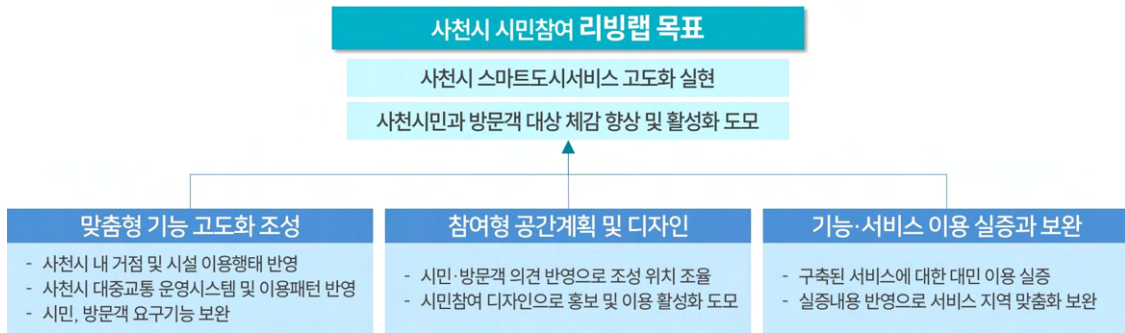 사천시 시민참여 리빙랩 목표
사천시 스마트도시서비스 고도화 실현
사천시민과 방문객 대상 체감 향상 및 활성화 도모
맞춤형 기능 고도화 조성
- 사천시 내 거점 및 시설 이용행태 반영
- 사천시 대중교통 운영시스템 및 이용패턴 반영
- 시민, 방문객 요구기능 보완
참여형 공간계획 및 디자인
- 시민·방문객 의견 반영으로 조성 위치 조율
- 시민참여 디자인으로 홍보 및 이용 활성화 도모
기능·서비스 이용 실증과 보완
- 구축된 서비스에 대한 대민 이용 실증
- 실증내용 반영으로 서비스 지역 맞춤화 보완